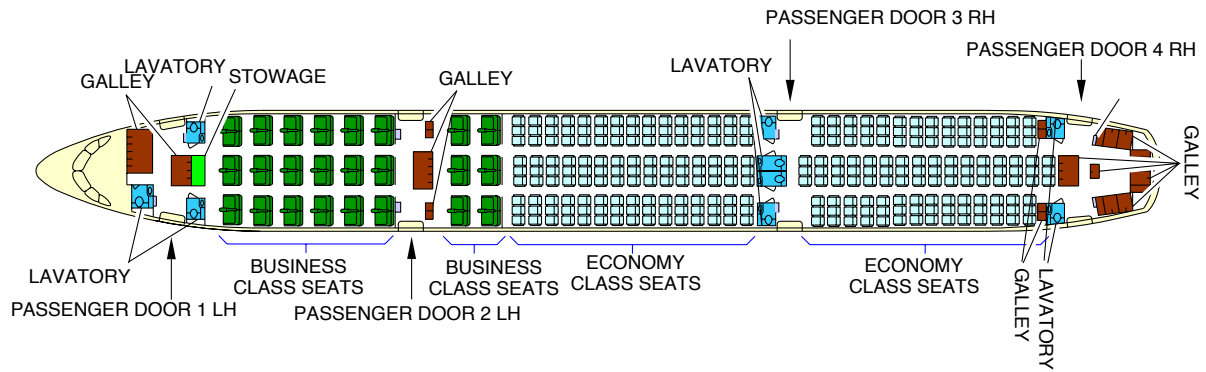 PASSENGER DOOR 3 RH
PASSENGER DOOR 4 RH
LAVATORY
GALLEY
STOWAGE
GALLEY
LAVATORY
GALLEY
LAVATORY
PASSENGER DOOR 1 LH
BUSINESS
CLASS SEATS
PASSENGER DOOR 2 LH
BUSINESS
CLASS SEATS
ECONOMY
CLASS SEATS
ECONOMY
CLASS SEATS
GALLEY
LAVATORY